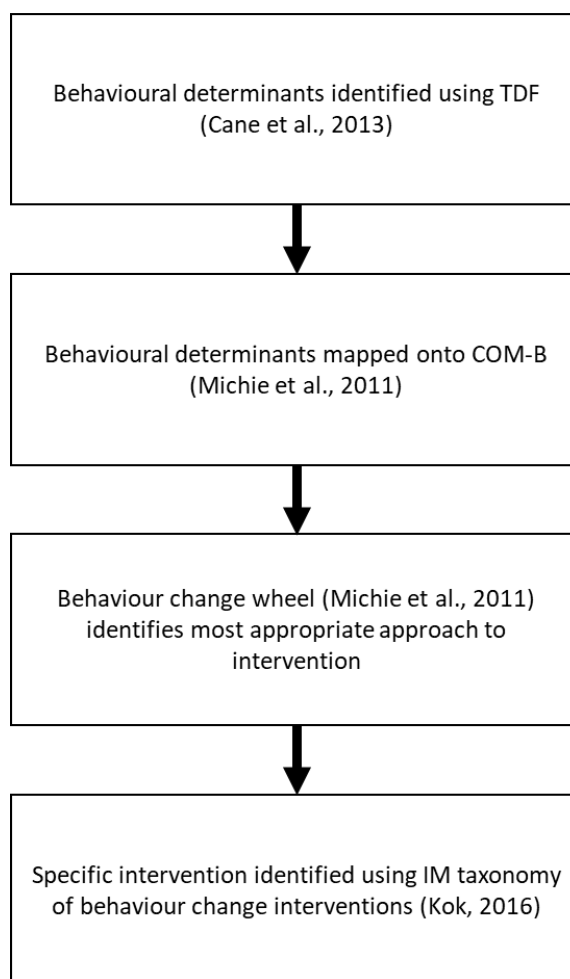 Behavioural determinants identified using TDF
(Cane et al., 2013)
Behavioural determinants mapped onto COM-B
(Michie et al., 2011)
Behaviour change wheel (Michie et al., 2011)
identifies most appropriate approach to
intervention
Specific intervention identified using IM taxonomy
of behaviour change interventions (Kok, 2016)